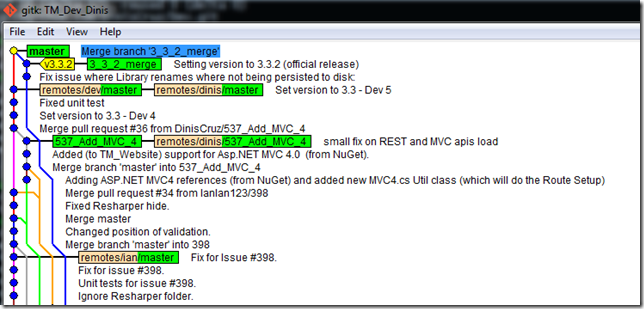 gitk: TM_Dev_Dinis
File Edit View Help
master Merge branch '3_3_2_merge'
v3.3.2 3_3_2_merge Setting version to 3.3.2 (official release)
Fix issue where Library renames where not being persisted to disk:
remotes/dev/master remotes/dinis/master Set version to 3.3 - Dev 5
Fixed unit test
Set version to 3.3 - Dev 4
Merge pull request #36 from DinisCruz/537_Add_MVC_4
537_Add_MVC_4 remotes/dinis/537_Add_MVC_4 small fix on REST and MVC apis load
Added (to TM_Website) support for Asp.NET MVC 4.0 (from NuGet).
Merge branch 'master' into 537_Add_MVC_4
Adding ASP.NET MVC4 references (from NuGet) and added new MVC4.cs Util class (which will do the Route Setup)
Merge pull request #34 from Ianlan123/398
Fixed Resharper hide.
Merge master
Changed position of validation.
Merge branch 'master' into 398
remotes/ian/master Fix for Issue #398.
Fix for issue #398.
Unit tests for issue #398.
Ignore Resharper folder.